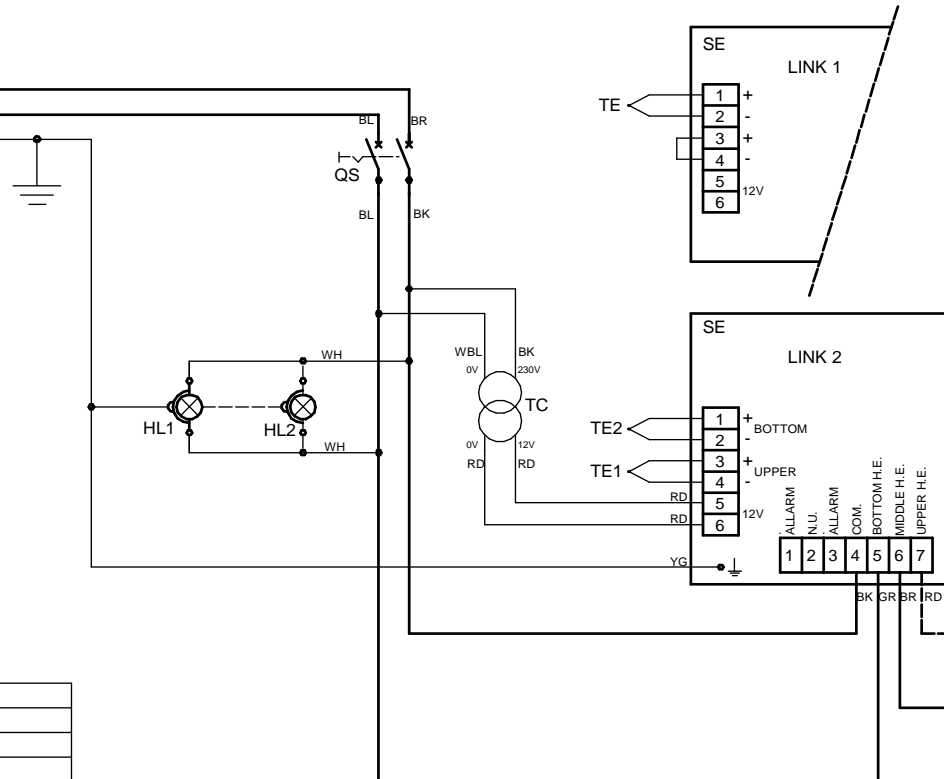 SE
LINK 1
TE
1 +
2 -
3 +
4 -
5
12V
6
BL BR
QS
BL BK
SE
LINK 2
WH
WBL BK
0V 230V
TC
HL1 HL2
WH
0V 12V
RD RD
TE2
1 +
BOTTOM
2 -
TE1
3 +
UPPER
4 -
RD 5
12V
RD 6
YG
ALLARM
N.U.
ALLARM
COM.
BOTTOM H.E.
MIDDLE H.E.
UPPER H.E.
1 2 3 4 5 6 7
BK GR BR RD